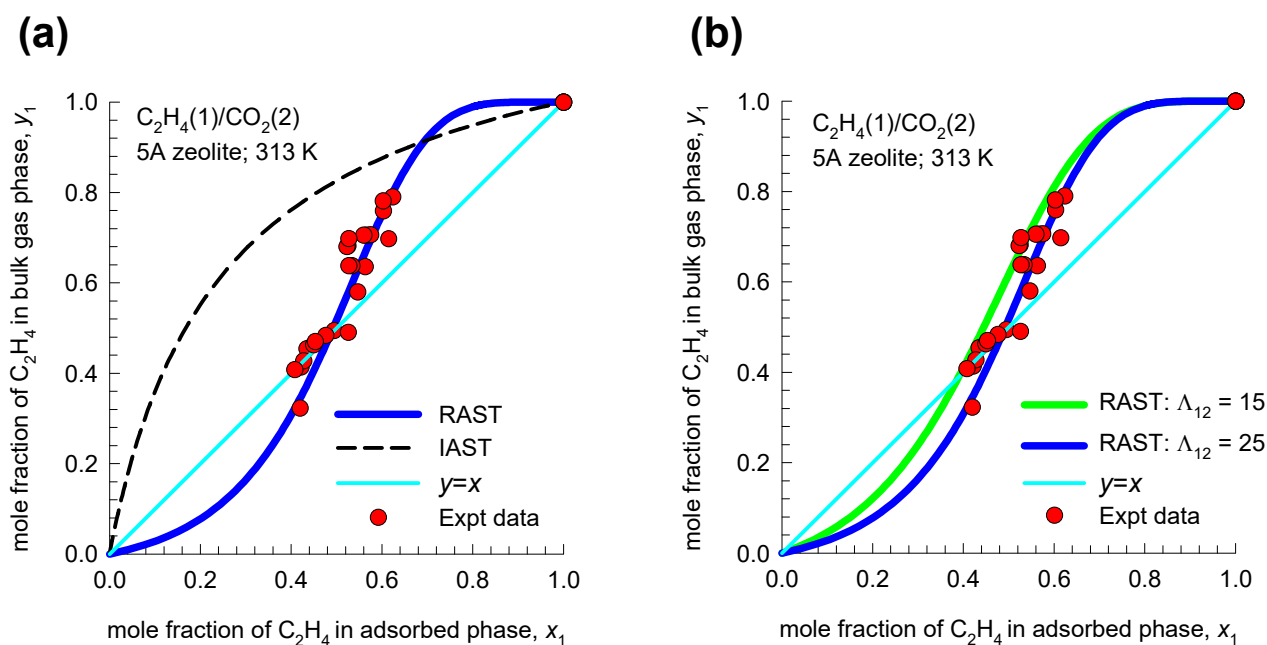 (a)
mole fraction of C₂H₄ in bulk gas phase, y₁
1.0
0.8
0.6
0.4
0.2
0.0
C₂H₄(1)/CO₂(2)
5A zeolite; 313 K
RAST
IAST
y=x
Expt data
0.0 0.2 0.4 0.6 0.8 1.0
mole fraction of C₂H₄ in adsorbed phase, x₁
(b)
mole fraction of C₂H₄ in bulk gas phase, y₁
1.0
0.8
0.6
0.4
0.2
0.0
C₂H₄(1)/CO₂(2)
5A zeolite; 313 K
RAST: Λ₁₂ = 15
RAST: Λ₁₂ = 25
y=x
Expt data
0.0 0.2 0.4 0.6 0.8 1.0
mole fraction of C₂H₄ in adsorbed phase, x₁